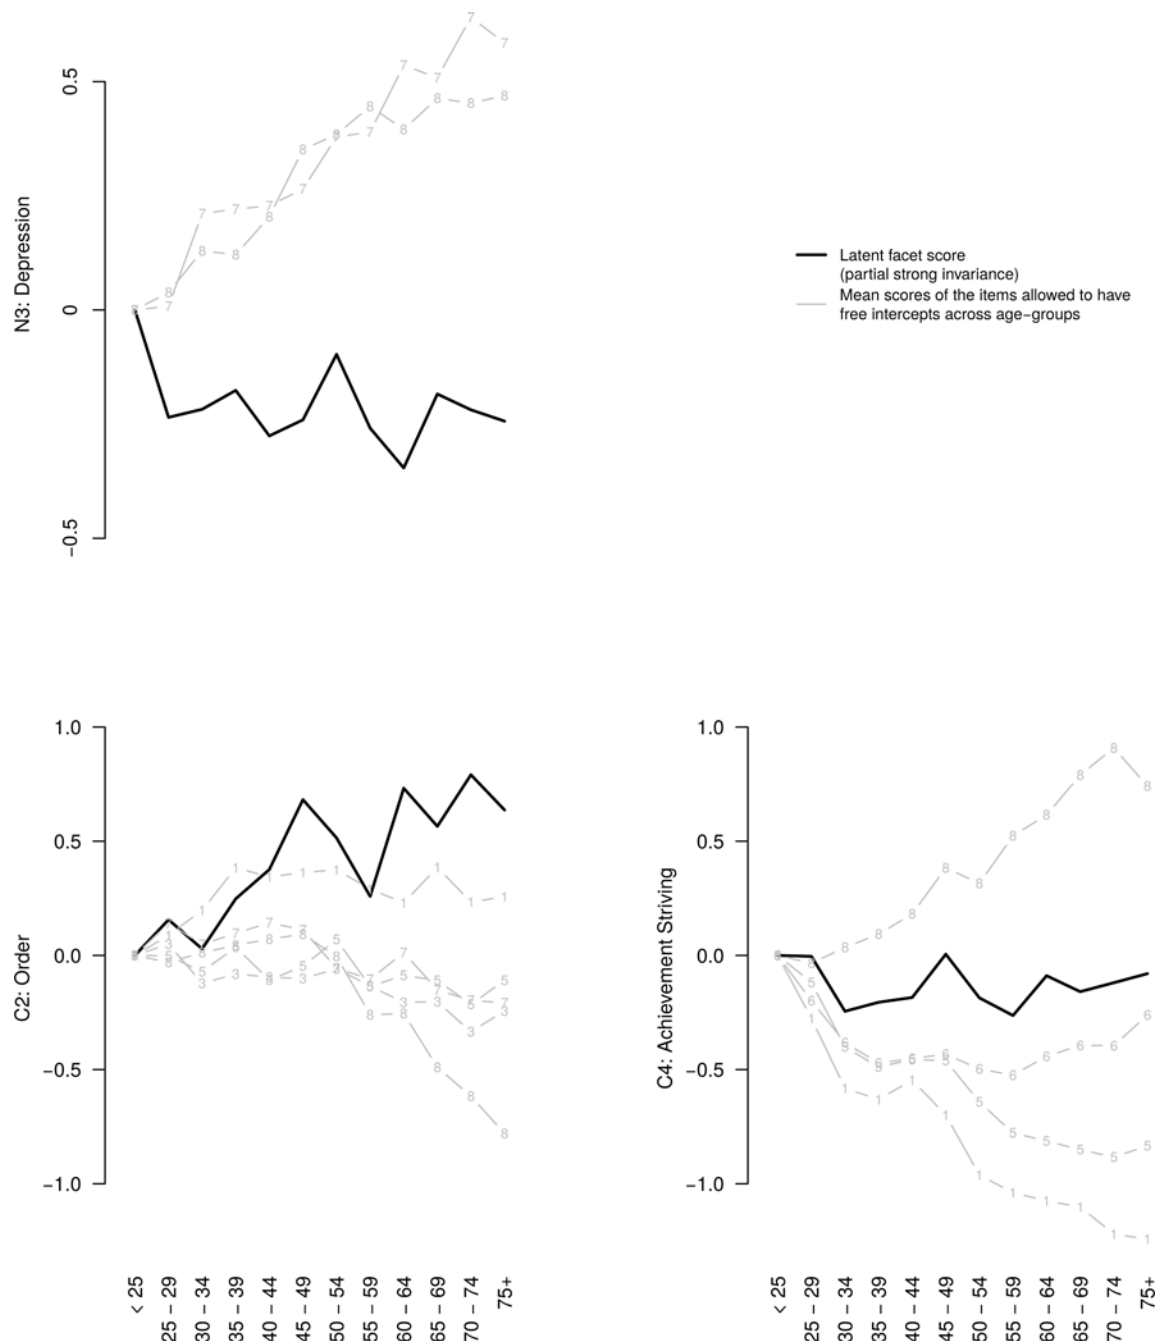 N3: Depression
0.5
0
−0.5
Latent facet score
(partial strong invariance)
Mean scores of the items allowed to have
free intercepts across age−groups
C2: Order
1.0
0.5
0.0
−0.5
−1.0
< 25
25 − 29
30 − 34
35 − 39
40 − 44
45 − 49
50 − 54
55 − 59
60 − 64
65 − 69
70 − 74
75+
C4: Achievement Striving
1.0
0.5
0.0
−0.5
−1.0
< 25
25 − 29
30 − 34
35 − 39
40 − 44
45 − 49
50 − 54
55 − 59
60 − 64
65 − 69
70 − 74
75+